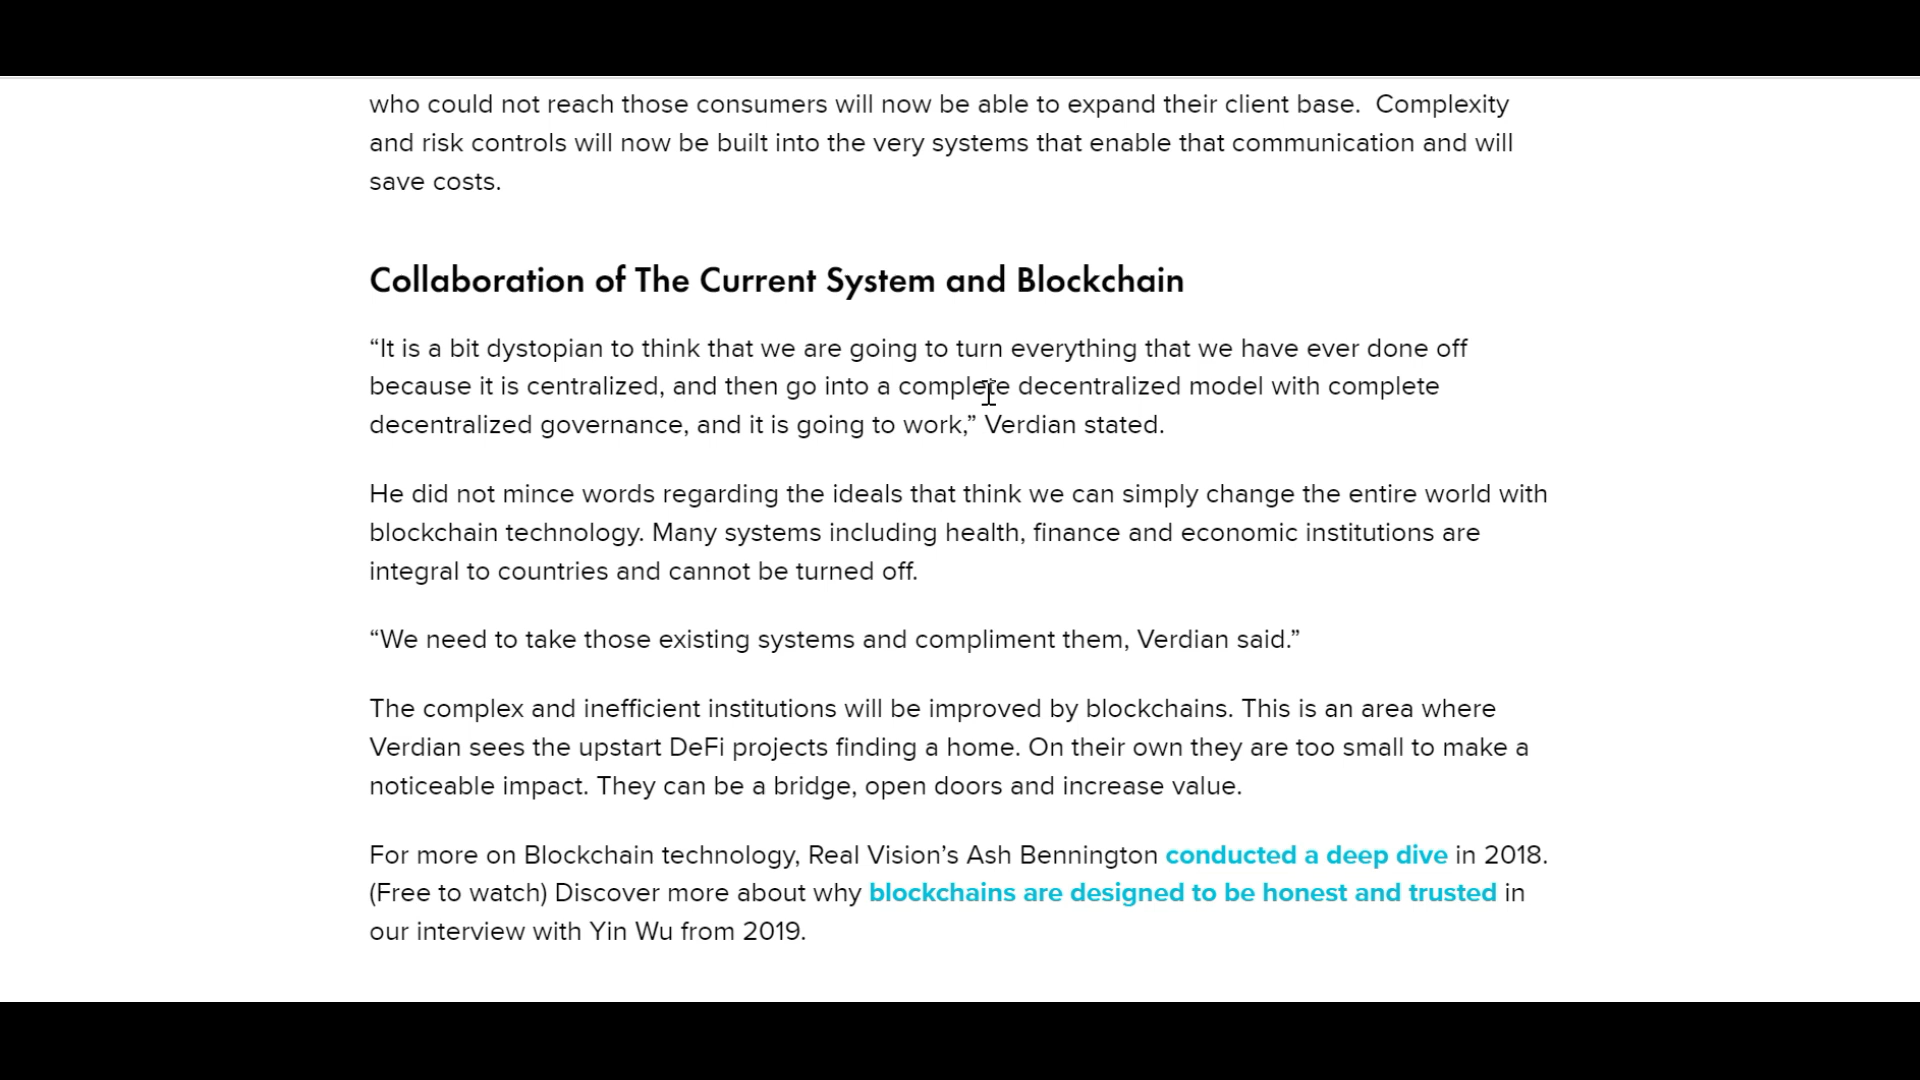 who could not reach those consumers will now be able to expand their client base.  Complexity
and risk controls will now be built into the very systems that enable that communication and will
save costs.
Collaboration of The Current System and Blockchain
“It is a bit dystopian to think that we are going to turn everything that we have ever done off
because it is centralized, and then go into a complete decentralized model with complete
decentralized governance, and it is going to work,” Verdian stated.
He did not mince words regarding the ideals that think we can simply change the entire world with
blockchain technology. Many systems including health, finance and economic institutions are
integral to countries and cannot be turned off.
“We need to take those existing systems and compliment them, Verdian said.”
The complex and inefficient institutions will be improved by blockchains. This is an area where
Verdian sees the upstart DeFi projects finding a home. On their own they are too small to make a
noticeable impact. They can be a bridge, open doors and increase value.
For more on Blockchain technology, Real Vision’s Ash Bennington conducted a deep dive in 2018.
(Free to watch) Discover more about why blockchains are designed to be honest and trusted in
our interview with Yin Wu from 2019.